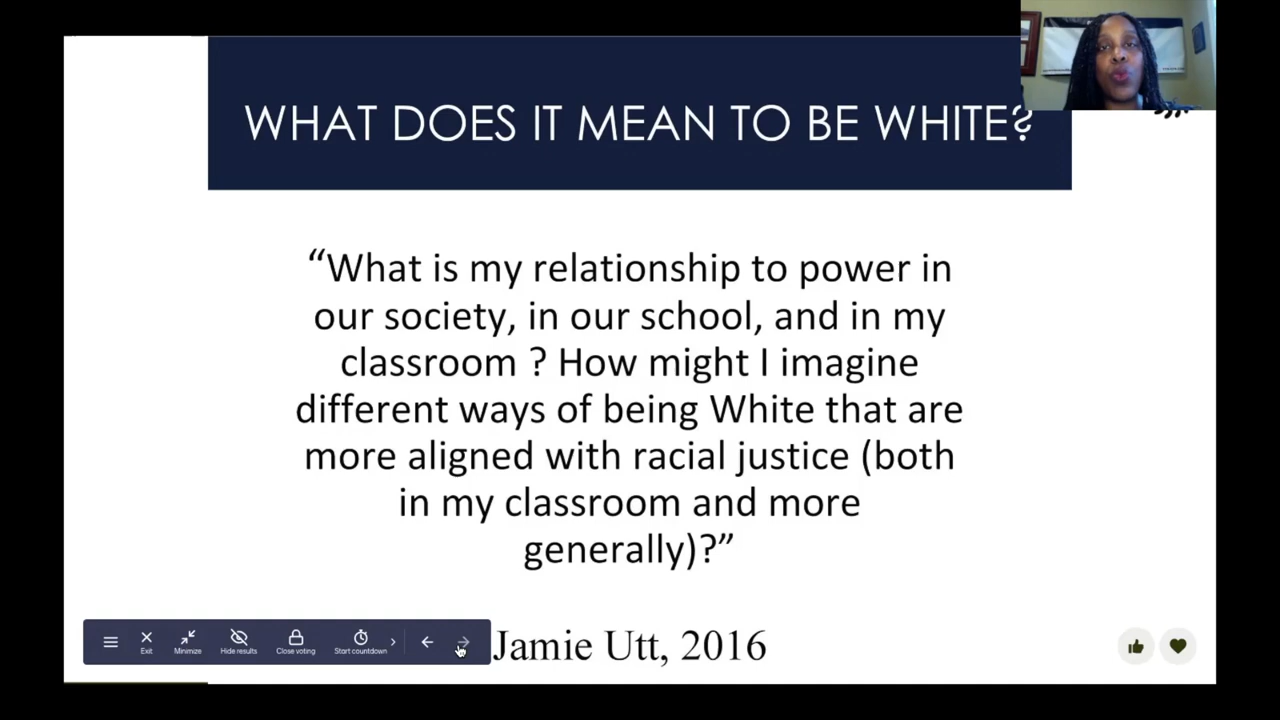 WHAT DOES IT MEAN TO BE WHITE?
“What is my relationship to power in
our society, in our school, and in my
classroom ? How might I imagine
different ways of being White that are
more aligned with racial justice (both
in my classroom and more
generally)?”
Exit
Minimize
Hide results
Close voting
Start countdown
Jamie Utt, 2016